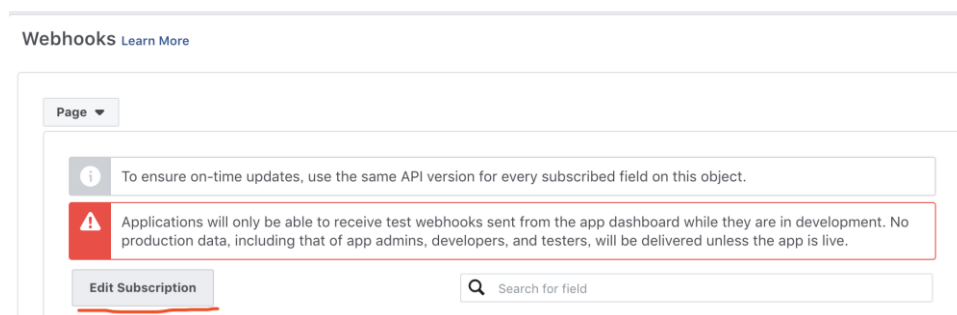 Webhooks Learn More
Page
To ensure on-time updates, use the same API version for every subscribed field on this object.
Applications will only be able to receive test webhooks sent from the app dashboard while they are in development. No
production data, including that of app admins, developers, and testers, will be delivered unless the app is live.
Edit Subscription
Search for field